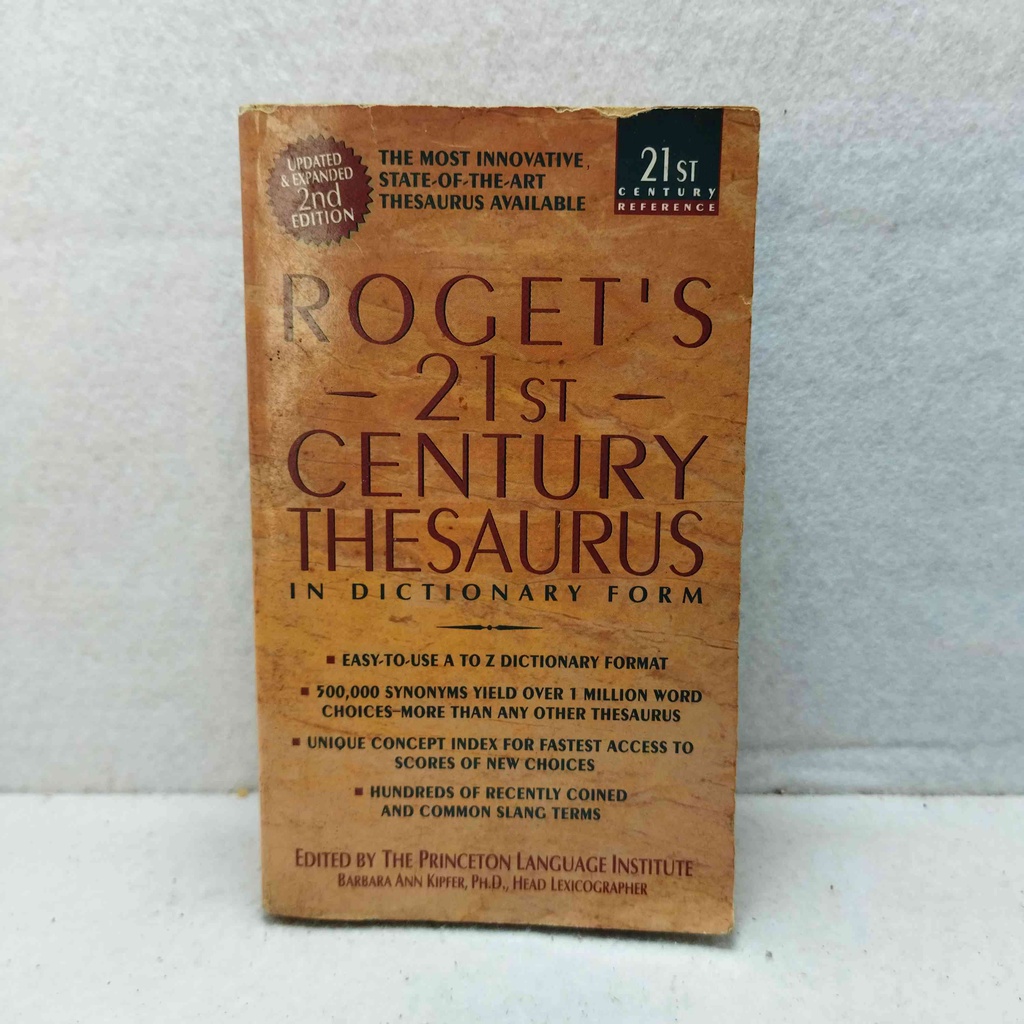 UPDATED
& EXPANDED
2nd
EDITION
THE MOST INNOVATIVE,
STATE-OF-THE-ART
THESAURUS AVAILABLE
21ST
CENTURY
REFERENCE
ROGET'S
– 21ST –
CENTURY
THESAURUS
IN DICTIONARY FORM
▪ EASY-TO-USE A TO Z DICTIONARY FORMAT
▪ 500,000 SYNONYMS YIELD OVER 1 MILLION WORD
CHOICES–MORE THAN ANY OTHER THESAURUS
▪ UNIQUE CONCEPT INDEX FOR FASTEST ACCESS TO
SCORES OF NEW CHOICES
▪ HUNDREDS OF RECENTLY COINED
AND COMMON SLANG TERMS
EDITED BY THE PRINCETON LANGUAGE INSTITUTE
BARBARA ANN KIPFER, PH.D., HEAD LEXICOGRAPHER